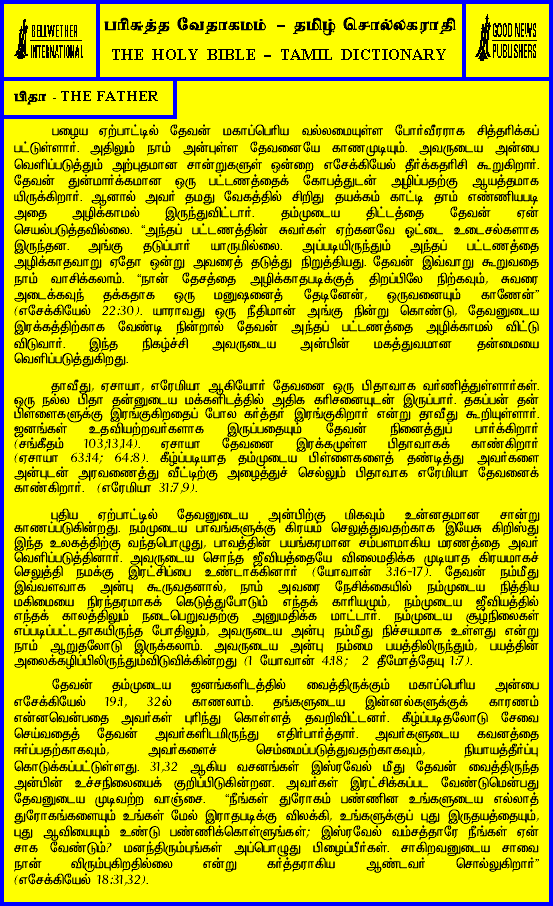 BELLWETHER
INTERNATIONAL
பரிசுத்த வேதாகமம் – தமிழ் சொல்லகராதி
THE HOLY BIBLE – TAMIL DICTIONARY
GOOD NEWS
PUBLISHERS
பிதா - THE FATHER
பழைய ஏற்பாட்டில் தேவன் மகாப்பெரிய வல்லமையுள்ள போர்வீரராக சித்தரிக்கப்
பட்டுள்ளார். அதிலும் நாம் அன்புள்ள தேவனையே காணமுடியும். அவருடைய அன்பை
வெளிப்படுத்தும் அற்புதமான சான்றுகளுள் ஒன்றை எசேக்கியேல் தீர்க்கதரிசி கூறுகிறார்.
தேவன் துன்மார்க்கமான ஒரு பட்டணத்தைக் கோபத்துடன் அழிப்பதற்கு ஆயத்தமாக
யிருக்கிறார். ஆனால் அவர் தமது வேகத்தில் சிறிது தயக்கம் காட்டி தாம் எண்ணியபடி
அதை அழிக்காமல் இருந்துவிட்டார். தம்முடைய திட்டத்தை தேவன் ஏன்
செயல்படுத்தவில்லை. “அந்தப் பட்டணத்தின் சுவர்கள் ஏற்கனவே ஓட்டை உடைசல்களாக
இருந்தன. அங்கு தடுப்பார் யாருமில்லை. அப்படியிருந்தும் அந்தப் பட்டணத்தை
அழிக்காதவாறு ஏதோ ஒன்று அவரைத் தடுத்து நிறுத்தியது. தேவன் இவ்வாறு கூறுவதை
நாம் வாசிக்கலாம். “நான் தேசத்தை அழிக்காதபடிக்குத் திறப்பிலே நிற்கவும், சுவரை
அடைக்கவுந் தக்கதாக ஒரு மனுஷனைத் தேடினேன், ஒருவனையும் காணேன்”
(எசேக்கியேல் 22:30). யாராவது ஒரு நீதிமான் அங்கு நின்று கொண்டு, தேவனுடைய
இரக்கத்திற்காக வேண்டி நின்றால் தேவன் அந்தப் பட்டணத்தை அழிக்காமல் விட்டு
விடுவார். இந்த நிகழ்ச்சி அவருடைய அன்பின் மகத்துவமான தன்மையை
வெளிப்படுத்துகிறது.
தாவீது, ஏசாயா, எரேமியா ஆகியோர் தேவனை ஒரு பிதாவாக வர்ணித்துள்ளார்கள்.
ஒரு நல்ல பிதா தன்னுடைய மக்களிடத்தில் அதிக கரிசனையுடன் இருப்பார். தகப்பன் தன்
பிள்ளைகளுக்கு இரங்குகிறதைப் போல கர்த்தர் இரங்குகிறார் என்று தாவீது கூறியுள்ளார்.
ஜனங்கள் உதவியற்றவர்களாக இருப்பதையும் தேவன் நினைத்துப் பார்க்கிறார்
(சங்கீதம் 103;13,14). ஏசாயா தேவனை இரக்கமுள்ள பிதாவாகக் காண்கிறார்
(ஏசாயா 63:14; 64:8). கீழ்ப்படியாத தம்முடைய பிள்ளைகளைத் தண்டித்து அவர்களை
அன்புடன் அரவணைத்து வீட்டிற்கு அழைத்துச் செல்லும் பிதாவாக எரேமியா தேவனைக்
காண்கிறார். (எரேமியா 31:7,9).
புதிய ஏற்பாட்டில் தேவனுடைய அன்பிற்கு மிகவும் உன்னதமான சான்று
காணப்படுகின்றது. நம்முடைய பாவங்களுக்கு கிரயம் செலுத்துவதற்காக இயேசு கிறிஸ்து
இந்த உலகத்திற்கு வந்தபொழுது, பாவத்தின் பயங்கரமான சம்பளமாகிய மரணத்தை அவர்
வெளிப்படுத்தினார். அவருடைய சொந்த ஜீவியத்தையே விலைமதிக்க முடியாத கிரயமாகச்
செலுத்தி நமக்கு இரட்சிப்பை உண்டாக்கினார் (யோவான் 3:16-17). தேவன் நம்மீது
இவ்வளவாக அன்பு கூருவதனால், நாம் அவரை நேசிக்கையில் நம்முடைய நித்திய
மகிமையை நிரந்தரமாகக் கெடுத்துபோடும் எந்தக் காரியமும், நம்முடைய ஜீவியத்தில்
எந்தக் காலத்திலும் நடைபெறுவதற்கு அனுமதிக்க மாட்டார். நம்முடைய சூழ்நிலைகள்
எப்படிப்பட்டதாகயிருந்த போதிலும், அவருடைய அன்பு நம்மீது நிச்சயமாக உள்ளது என்று
நாம் ஆறுதலோடு இருக்கலாம். அவருடைய அன்பு நம்மை பயத்திலிருந்தும், பயத்தின்
அலைக்கழிப்பிலிருந்தும்விடுவிக்கின்றது (1 யோவான் 4:18; 2 தீமோத்தேயு 1:7).
தேவன் தம்முடைய ஜனங்களிடத்தில் வைத்திருக்கும் மகாப்பெரிய அன்பை
எசேக்கியேல் 19:1, 32ல் காணலாம். தங்களுடைய இன்னல்களுக்குக் காரணம்
என்னவென்பதை அவர்கள் புரிந்து கொள்ளத் தவறிவிட்டனர். கீழ்ப்படிதலோடு சேவை
செய்வதைத் தேவன் அவர்களிடமிருந்து எதிர்பார்த்தார். அவர்களுடைய கவனத்தை
ஈர்ப்பதற்காகவும், அவர்களைச் செம்மைப்படுத்துவதற்காகவும், நியாயத்தீர்ப்பு
கொடுக்கப்பட்டுள்ளது. 31,32 ஆகிய வசனங்கள் இஸ்ரவேல் மீது தேவன் வைத்திருந்த
அன்பின் உச்சநிலையைக் குறிப்பிடுகின்றன. அவர்கள் இரட்சிக்கப்பட வேண்டுமென்பது
தேவனுடைய முடிவற்ற வாஞ்சை. “நீங்கள் துரோகம் பண்ணின உங்களுடைய எல்லாத்
துரோகங்களையும் உங்கள் மேல் இராதபடிக்கு விலக்கி, உங்களுக்குப் புது இருதயத்தையும்,
புது ஆவியையும் உண்டு பண்ணிக்கொள்ளுங்கள்; இஸ்ரவேல் வம்சத்தாரே நீங்கள் ஏன்
சாக வேண்டும்? மனந்திரும்புங்கள் அப்பொழுது பிழைப்பீர்கள். சாகிறவனுடைய சாவை
நான் விரும்புகிறதில்லை என்று கர்த்தராகிய ஆண்டவர் சொல்லுகிறார்”
(எசேக்கியேல் 18:31,32).